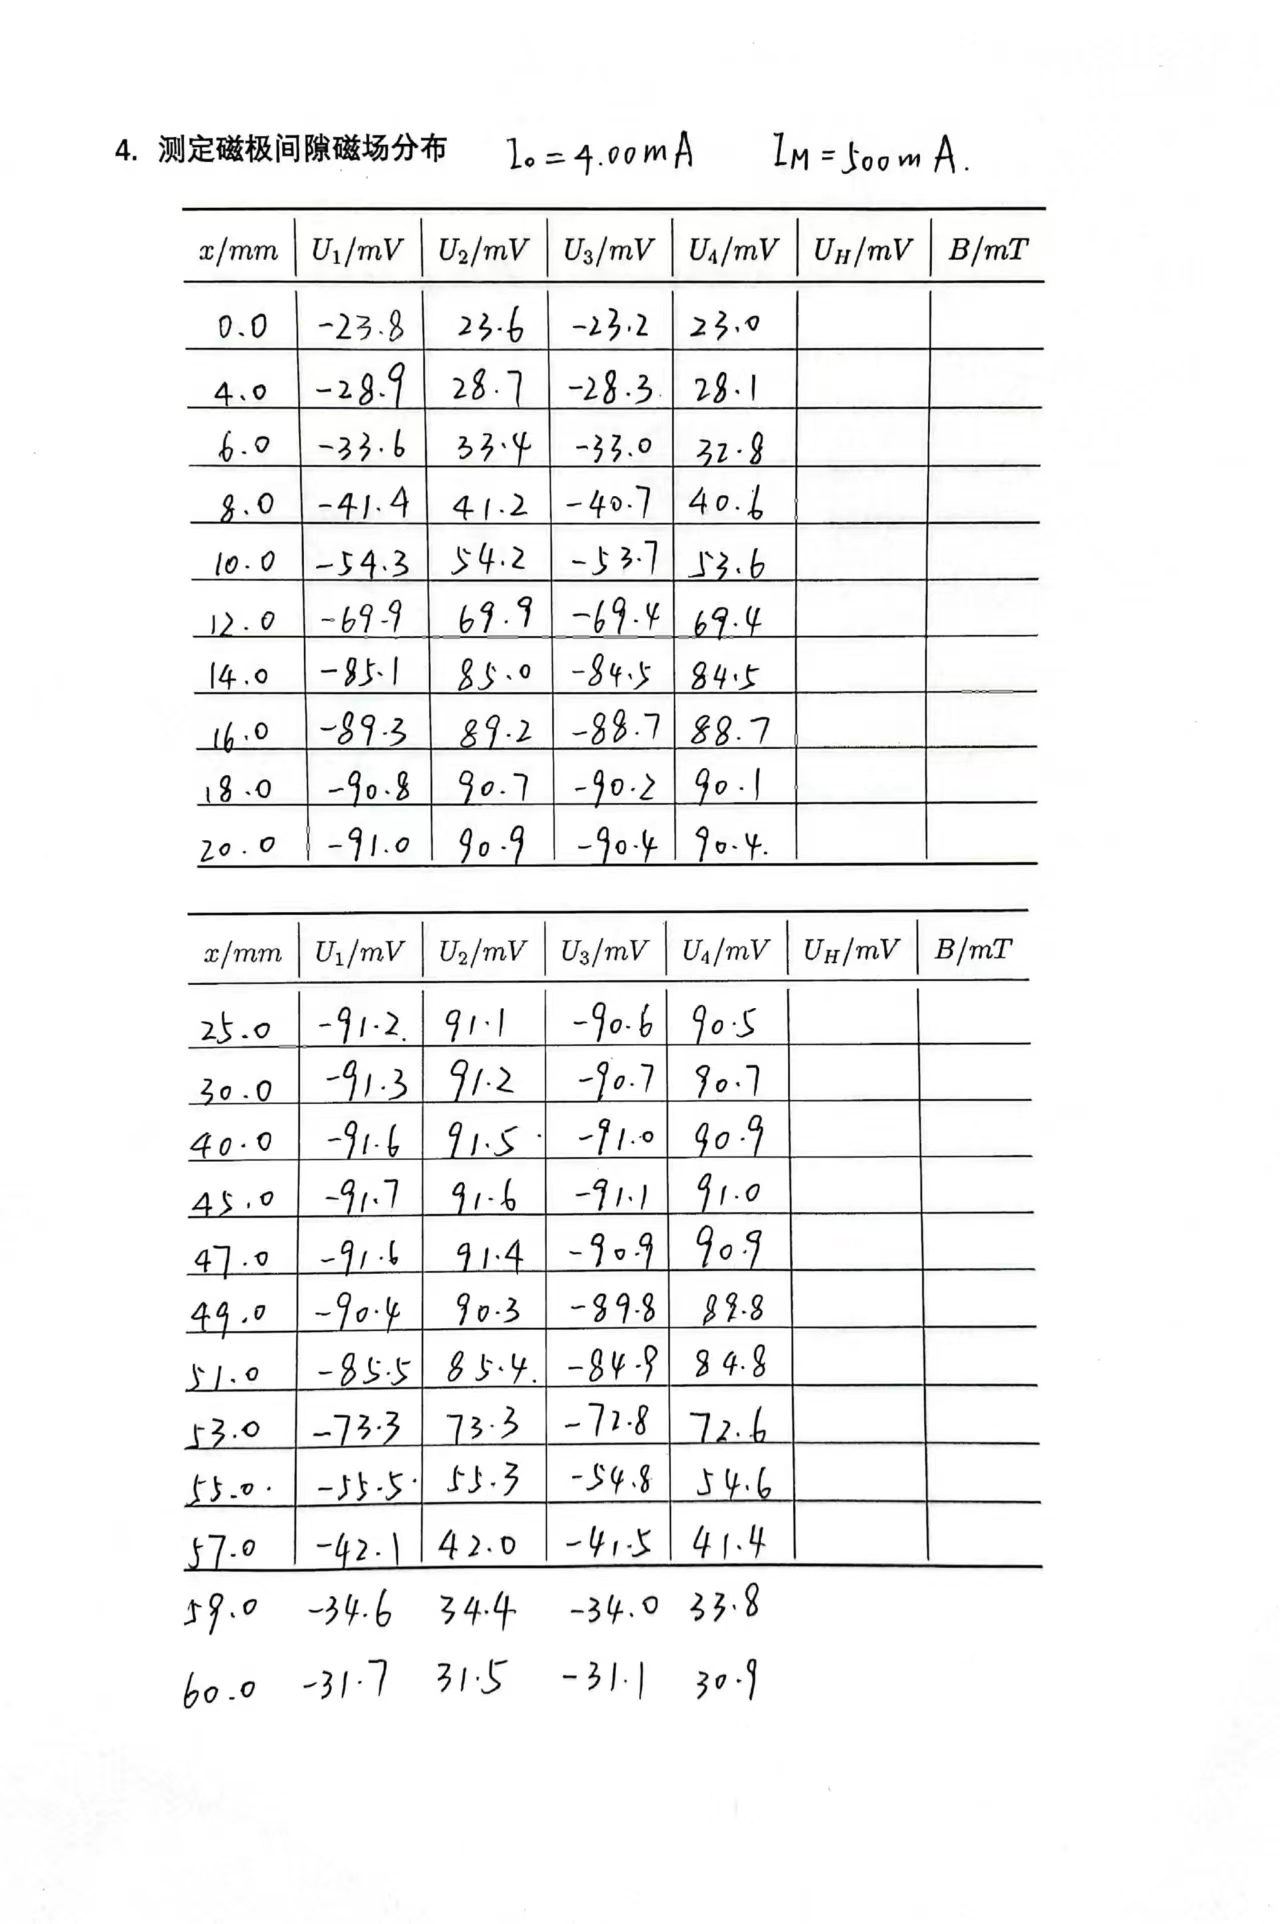 4. 测定磁极间隙磁场分布 I₀ = 4.00mA I_M = 500mA.
x/mm U₁/mV U₂/mV U₃/mV U₄/mV U_H/mV B/mT
0.0 -23.8 23.6 -23.2 23.0
4.0 -28.9 28.7 -28.3 28.1
6.0 -33.6 33.4 -33.0 32.8
8.0 -41.4 41.2 -40.7 40.6
10.0 -54.3 54.2 -53.7 53.6
12.0 -69.9 69.9 -69.4 69.4
14.0 -85.1 85.0 -84.5 84.5
16.0 -89.3 89.2 -88.7 88.7
18.0 -90.8 90.7 -90.2 90.1
20.0 -91.0 90.9 -90.4 90.4.
x/mm U₁/mV U₂/mV U₃/mV U₄/mV U_H/mV B/mT
25.0 -91.2 91.1 -90.6 90.5
30.0 -91.3 91.2 -90.7 90.7
40.0 -91.6 91.5 -91.0 90.9
45.0 -91.7 91.6 -91.1 91.0
47.0 -91.6 91.4 -90.9 90.9
49.0 -90.4 90.3 -89.8 89.8
51.0 -85.5 85.4. -84.9 84.8
53.0 -73.3 73.3 -72.8 72.6
55.0. -55.5 55.3 -54.8 54.6
57.0 -42.1 42.0 -41.5 41.4
59.0 -34.6 34.4 -34.0 33.8
60.0 -31.7 31.5 -31.1 30.9